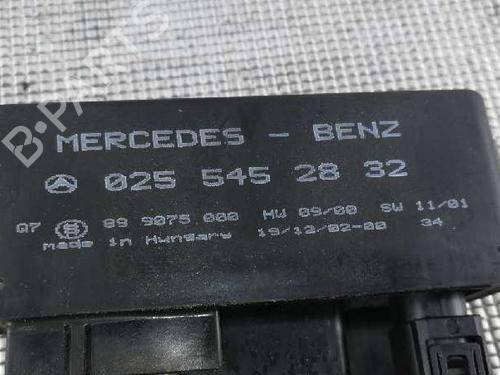 MERCEDES - BENZ
025 545 28 32
Q7 89 9075 000 HW 09/00 SW 11/01
made in Hungary 19/12/02-00 34
B-PARTS